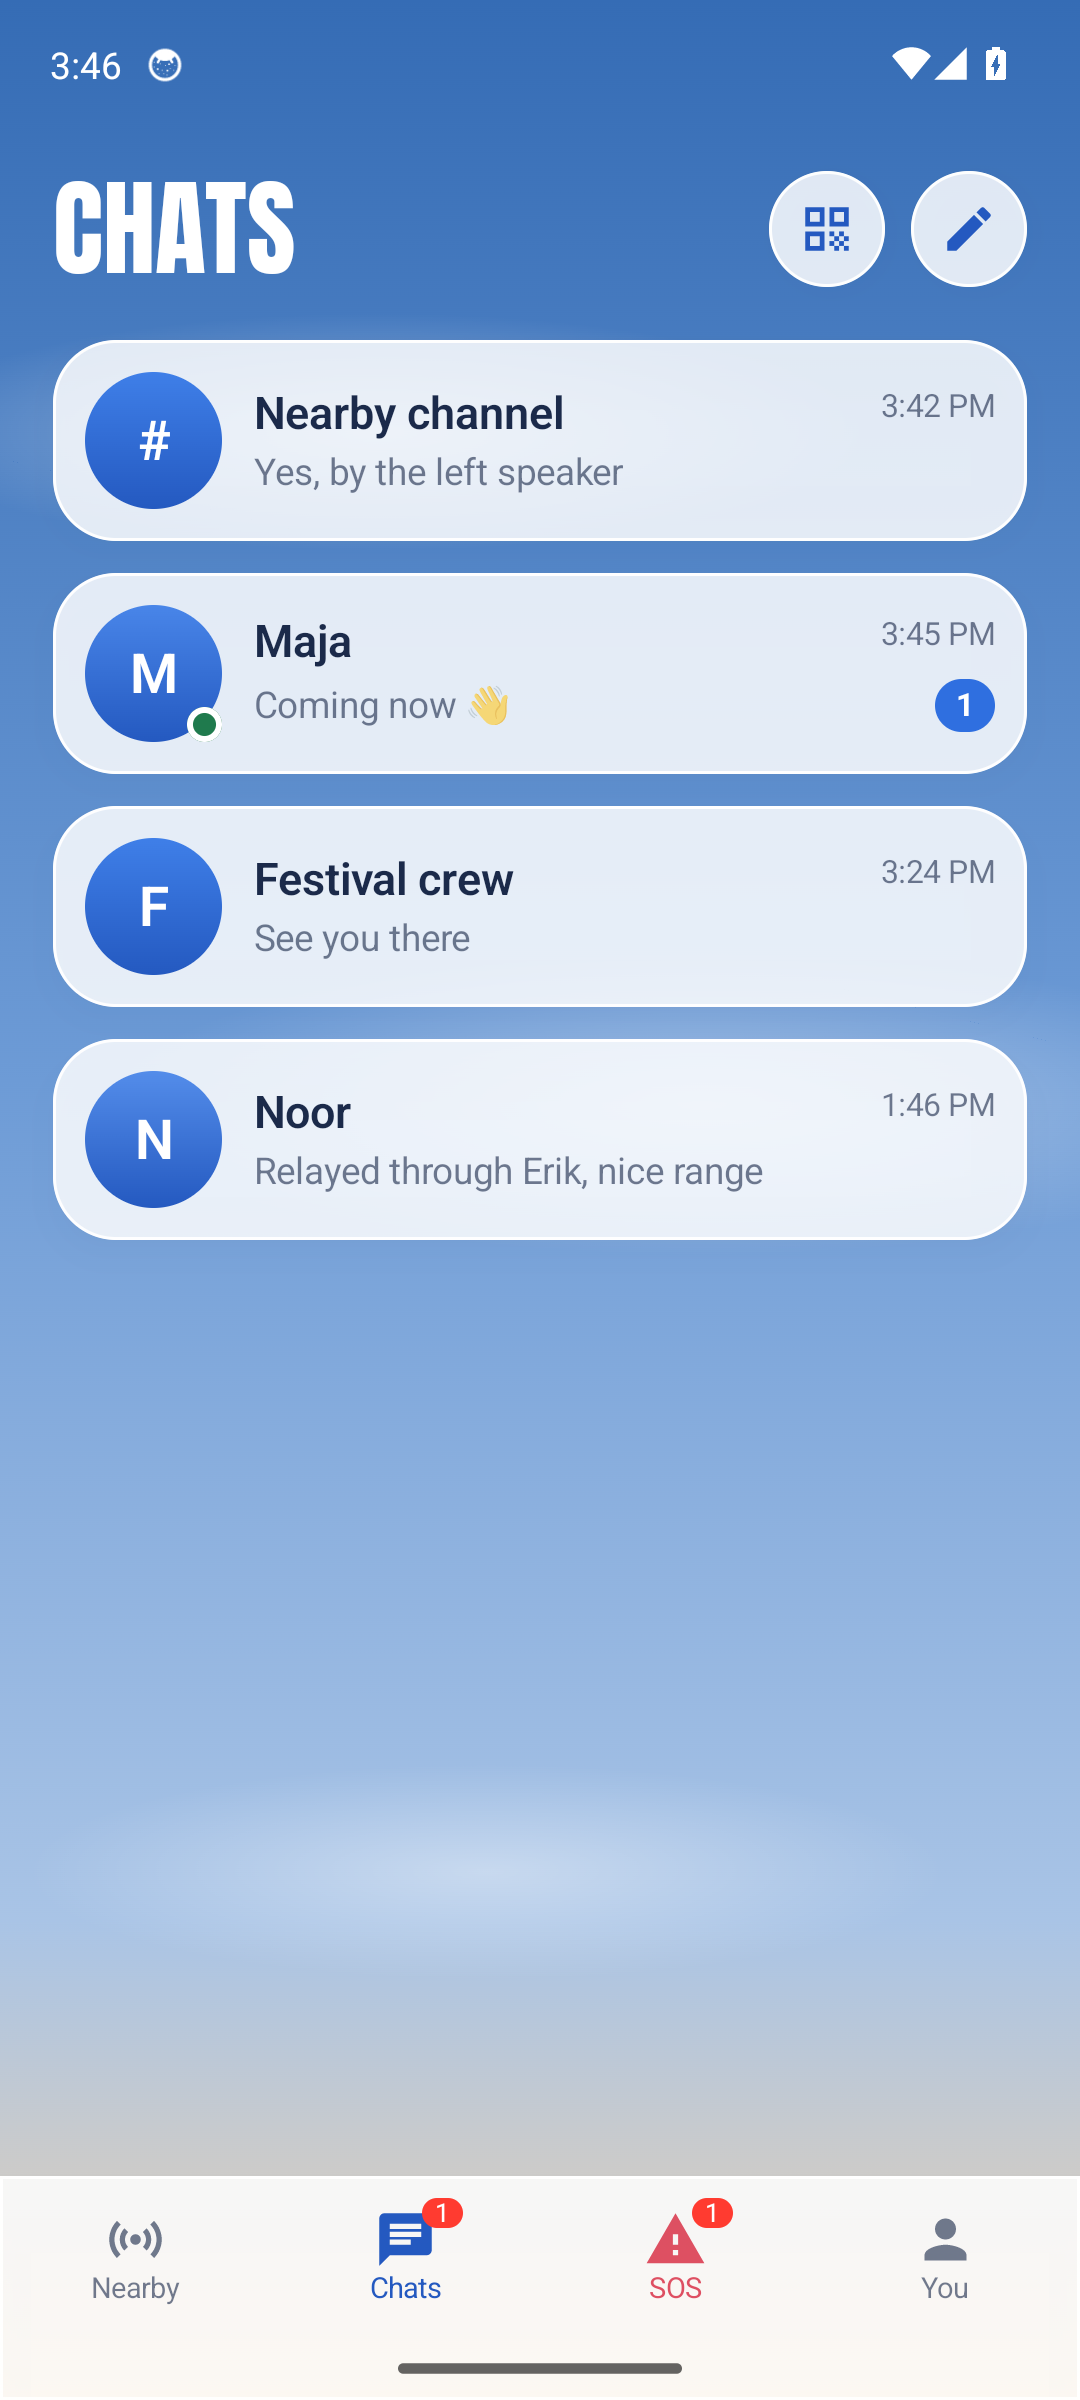 3:46
CHATS
#
Nearby channel
3:42 PM
Yes, by the left speaker
M
Maja
3:45 PM
Coming now 👋
1
F
Festival crew
3:24 PM
See you there
N
Noor
1:46 PM
Relayed through Erik, nice range
1
1
Nearby
Chats
SOS
You